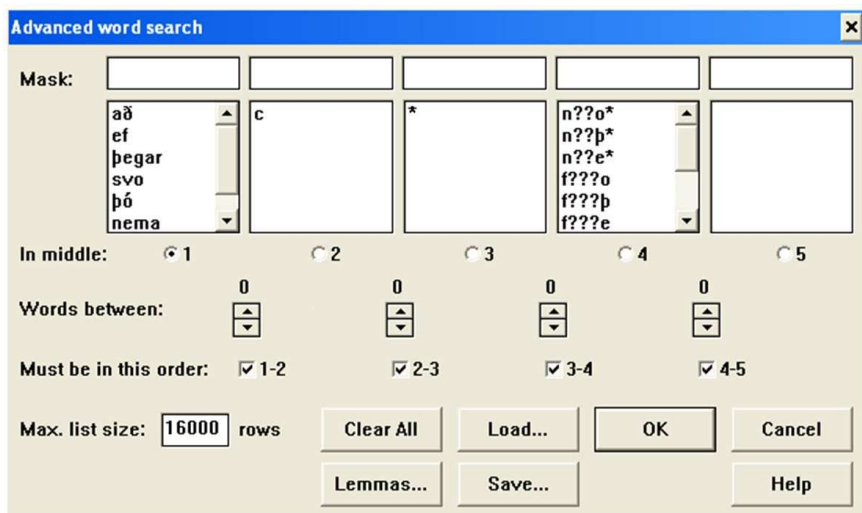 Advanced word search
Mask:
að c * n??o*
ef n??þ*
þegar n??e*
svo f???o
þó f???þ
nema f???e
In middle: 1 2 3 4 5
0 0 0 0
Words between:
Must be in this order: 1-2 2-3 3-4 4-5
Max. list size: 16000 rows Clear All Load... OK Cancel
Lemmas... Save... Help